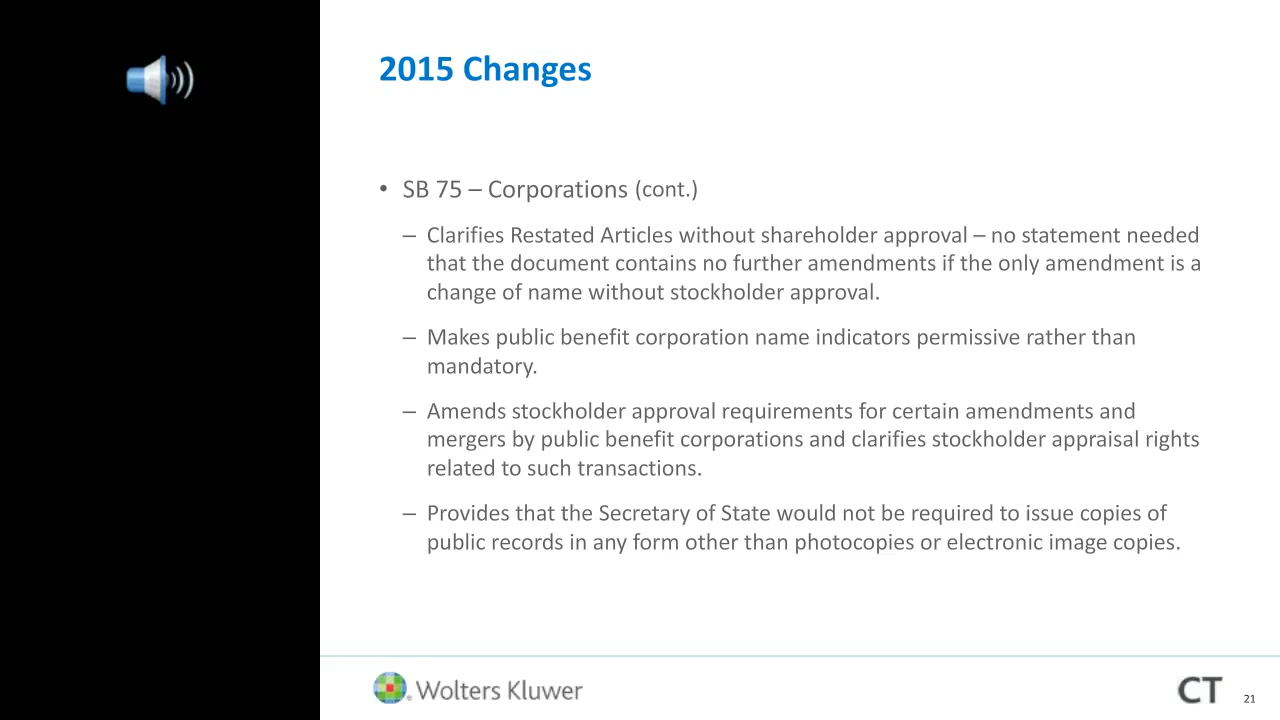 2015 Changes
• SB 75 – Corporations (cont.)
– Clarifies Restated Articles without shareholder approval – no statement needed
that the document contains no further amendments if the only amendment is a
change of name without stockholder approval.
– Makes public benefit corporation name indicators permissive rather than
mandatory.
– Amends stockholder approval requirements for certain amendments and
mergers by public benefit corporations and clarifies stockholder appraisal rights
related to such transactions.
– Provides that the Secretary of State would not be required to issue copies of
public records in any form other than photocopies or electronic image copies.
Wolters Kluwer
CT
21